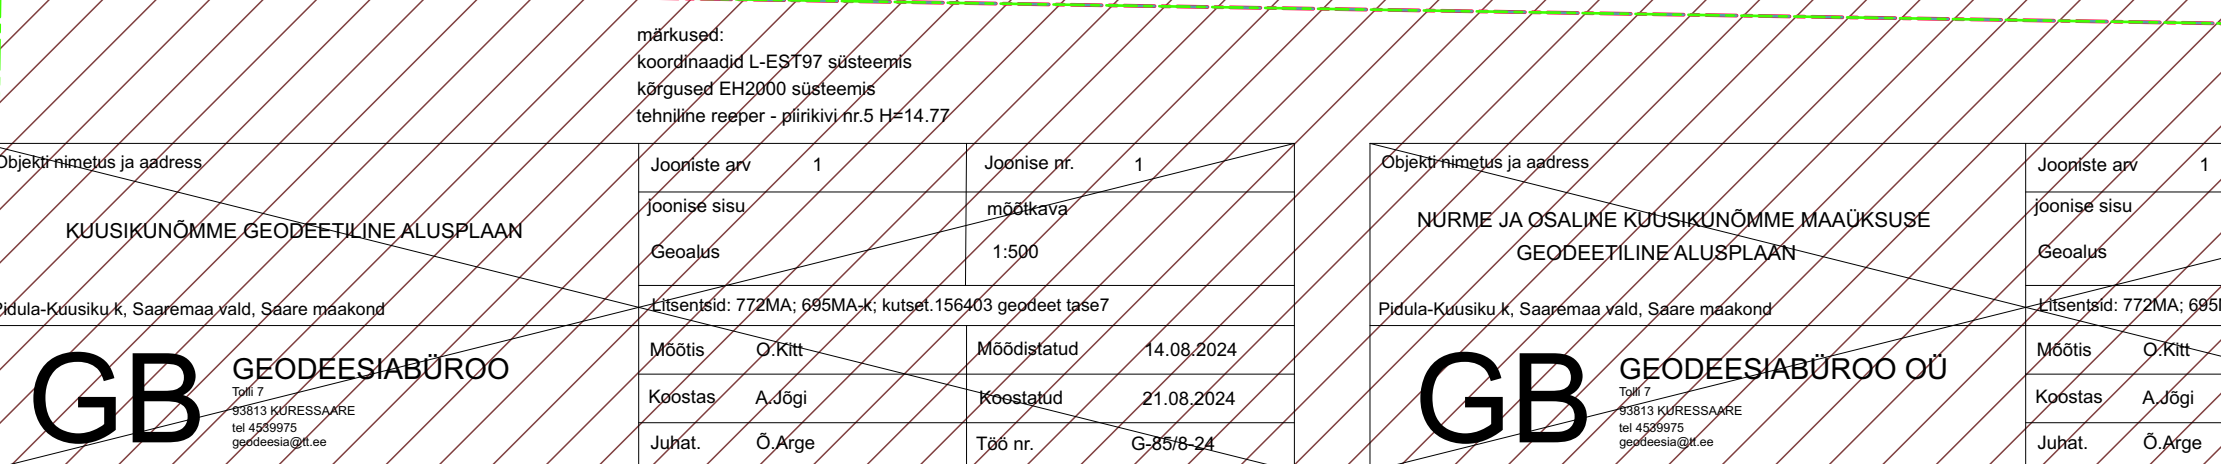 märkused:
koordinaadid L-EST97 süsteemis
kõrgused EH2000 süsteemis
tehniline reeper - piirikivi nr.5 H=14.77
Objekti nimetus ja aadress
KUUSIKUNÕMME GEODEETILINE ALUSPLAAN
Pidula-Kuusiku k, Saaremaa vald, Saare maakond
Jooniste arv 1 Joonise nr. 1
joonise sisu mõõtkava
Geoalus 1:500
Litsentsid: 772MA; 695MA-k; kutset.156403 geodeet tase7
GB
GEODEESIABÜROO
Tolli 7
93813 KURESSAARE
tel 4539975
geodeesia@tt.ee
Mõõtis O.Kitt Mõõdistatud 14.08.2024
Koostas A.Jõgi Koostatud 21.08.2024
Juhat. Õ.Arge Töö nr. G-85/8-24
Objekti nimetus ja aadress
NURME JA OSALINE KUUSIKUNÕMME MAAÜKSUSE
GEODEETILINE ALUSPLAAN
Pidula-Kuusiku k, Saaremaa vald, Saare maakond
Jooniste arv 1
joonise sisu
Geoalus
Litsentsid: 772MA; 695M
GB
GEODEESIABÜROO OÜ
Tolli 7
93813 KURESSAARE
tel 4539975
geodeesia@tt.ee
Mõõtis O.Kitt
Koostas A.Jõgi
Juhat. Õ.Arge